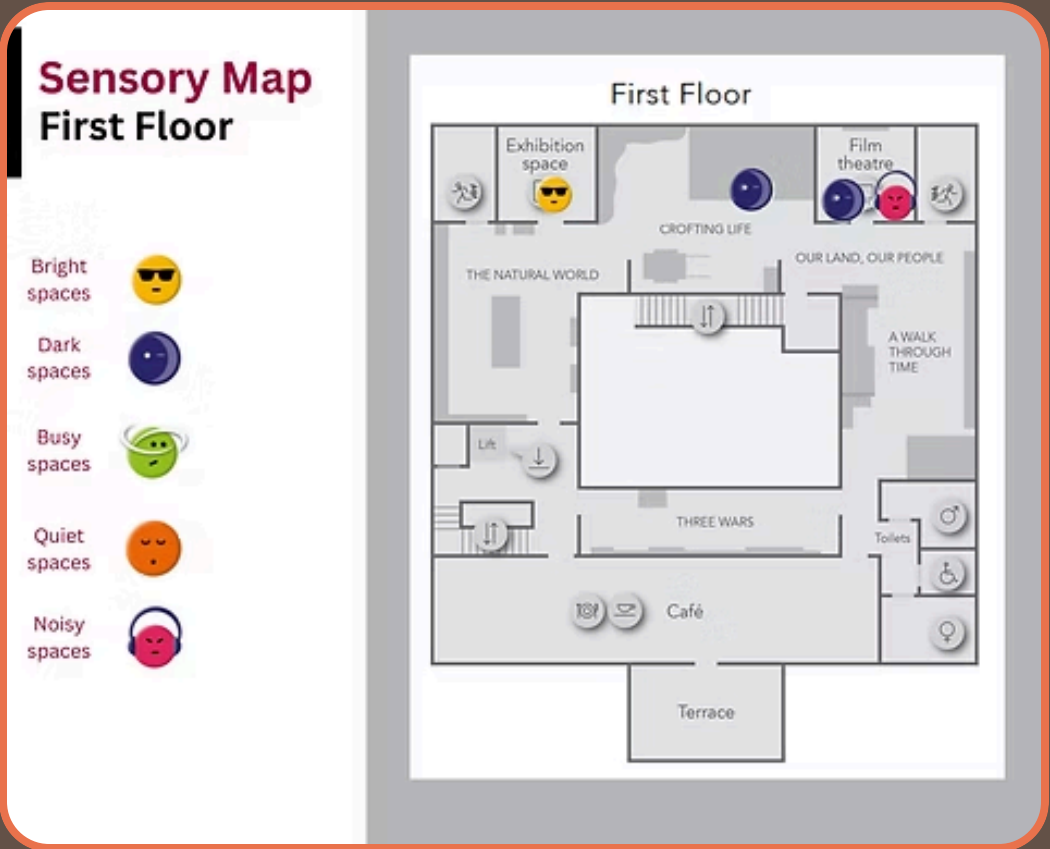 Sensory Map
First Floor
Bright
spaces
Dark
spaces
Busy
spaces
Quiet
spaces
Noisy
spaces
First Floor
Exhibition
space
Film
theatre
CROFTING LIFE
OUR LAND, OUR PEOPLE
THE NATURAL WORLD
A WALK
THROUGH
TIME
Lift
THREE WARS
Toilets
Café
Terrace